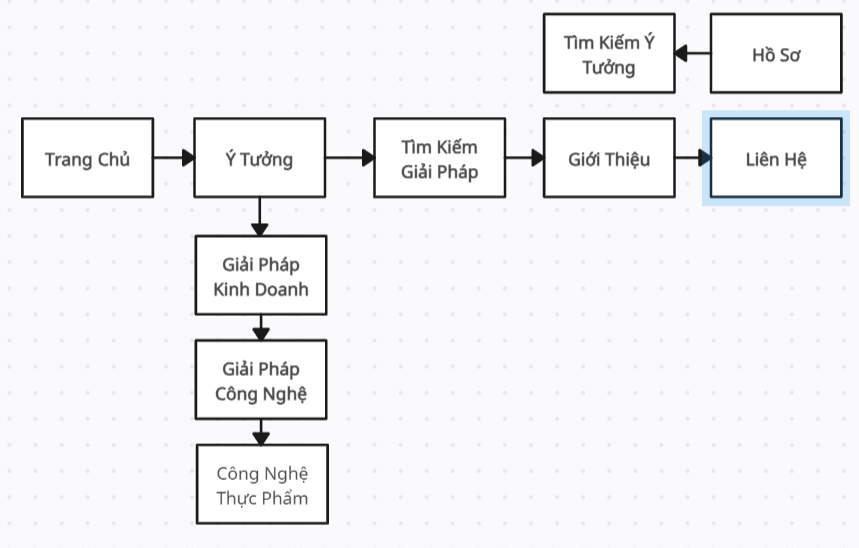 Tìm Kiếm Ý
Tưởng
Hồ Sơ
Trang Chủ
Ý Tưởng
Tìm Kiếm
Giải Pháp
Giới Thiệu
Liên Hệ
Giải Pháp
Kinh Doanh
Giải Pháp
Công Nghệ
Công Nghệ
Thực Phẩm